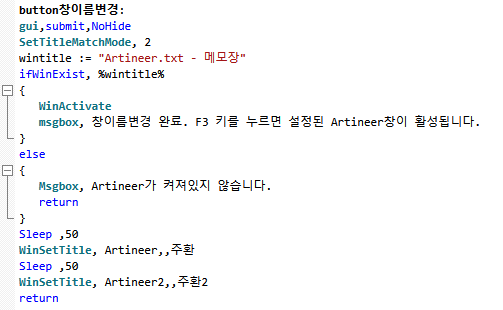 button창이름변경:
gui,submit,NoHide
SetTitleMatchMode, 2
wintitle := "Artineer.txt - 메모장"
ifWinExist, %wintitle%
{
WinActivate
msgbox, 창이름변경 완료. F3 키를 누르면 설정된 Artineer창이 활성됩니다.
}
else
{
Msgbox, Artineer가 켜져있지 않습니다.
return
}
Sleep ,50
WinSetTitle, Artineer,,주환
Sleep ,50
WinSetTitle, Artineer2,,주환2
return